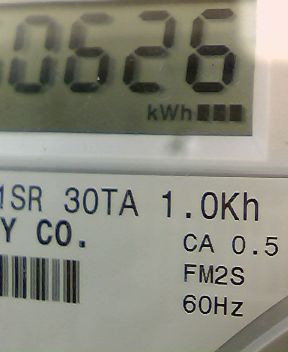 0626
kWh
1SR 30TA 1.0Kh
Y CO.
CA 0.5
FM2S
60Hz